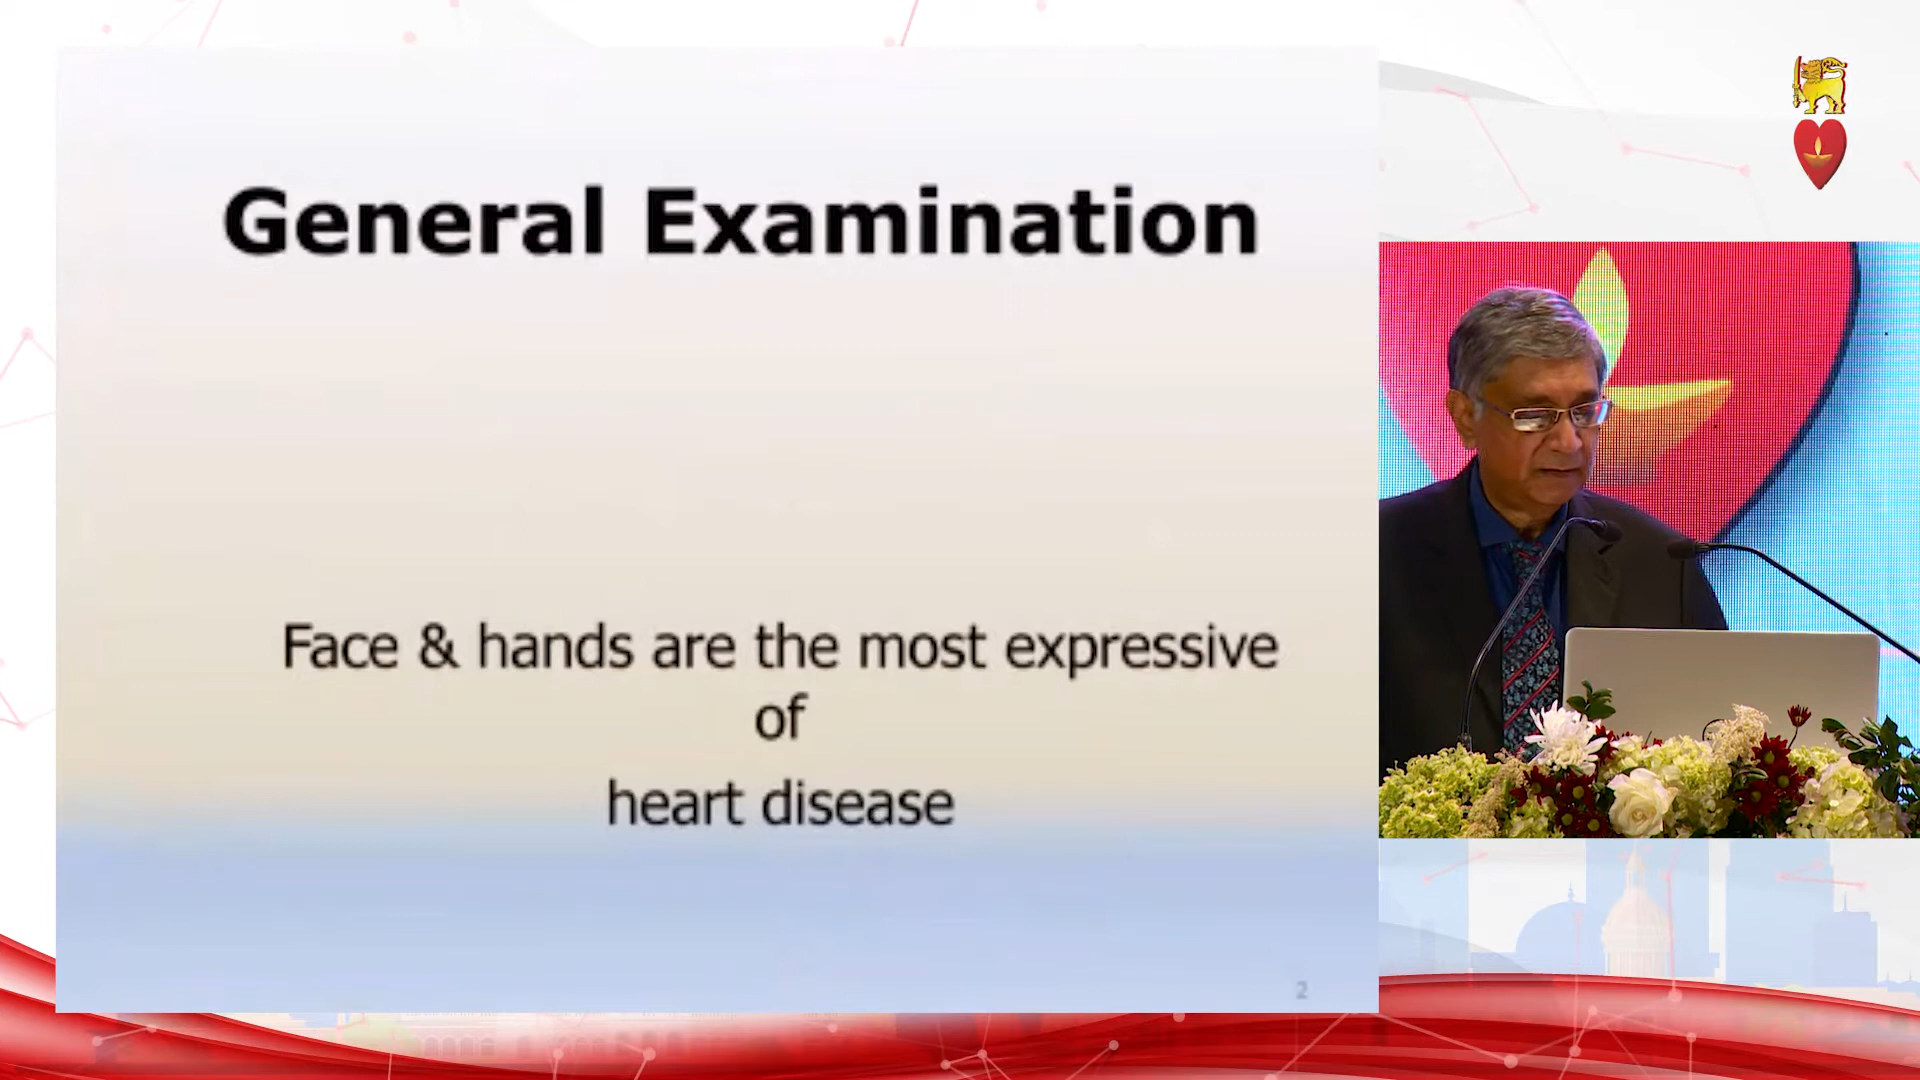 General Examination
Face & hands are the most expressive
of
heart disease
2